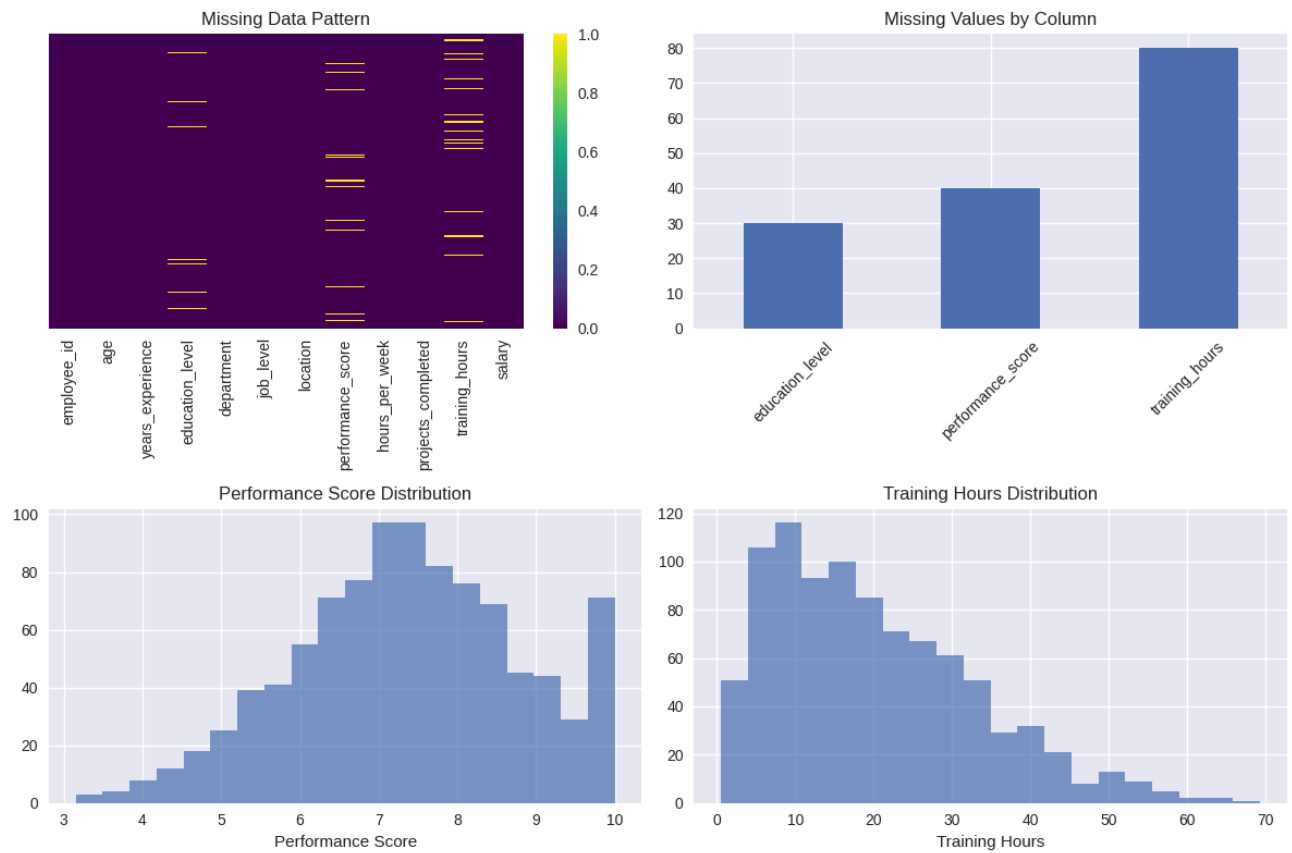 Missing Data Pattern
1.0
0.8
0.6
0.4
0.2
0.0
employee_id
age
years_experience
education_level
department
job_level
location
performance_score
hours_per_week
projects_completed
training_hours
salary
Missing Values by Column
80
70
60
50
40
30
20
10
0
education_level
performance_score
training_hours
Performance Score Distribution
100
80
60
40
20
0
3 4 5 6 7 8 9 10
Performance Score
Training Hours Distribution
120
100
80
60
40
20
0
0 10 20 30 40 50 60 70
Training Hours